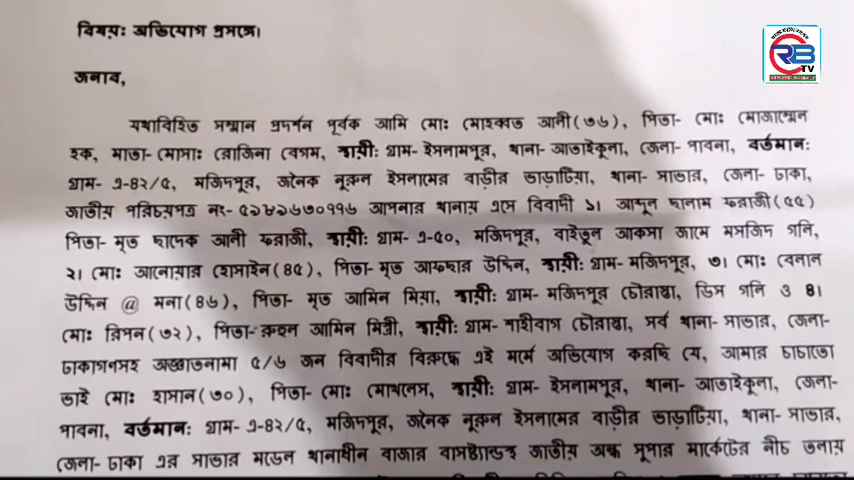 বিষয়ঃ অভিযোগ প্রসঙ্গে।
জনাব,
RB
TV
যথাবিহিত সম্মান প্রদর্শন পূর্বক আমি মোঃ মোহব্বত আলী(৩৬), পিতা- মোঃ মোজাম্মেল
হক, মাতা-মোসাঃ রোজিনা বেগম, স্থায়ী: গ্রাম-ইসলামপুর, থানা-আতাইকুলা, জেলা-পাবনা, বর্তমান:
গ্রাম- এ-৪২/৫, মজিদপুর, জনৈক নুরুল ইসলামের বাড়ীর ভাড়াটিয়া, থানা-সাভার, জেলা-ঢাকা,
জাতীয় পরিচয়পত্র নং- ৫৯৮৯৬৭০৭৭৬ আপনার থানায় এসে বিবাদী ১। আব্দুল ছালাম ফরাজী(৫৫)
পিতা-মৃত ছাদেক আলী ফরাজী, স্থায়ী: গ্রাম- এ-৫০, মজিদপুর, বাইতুল আকসা জামে মসজিদ গলি,
২। মোঃ আনোয়ার হোসাইন(৪৫), পিতা-মৃত আফছার উদ্দিন, স্থায়ী: গ্রাম-মজিদপুর, ৩। মোঃ বেলাল
উদ্দিন @ মনা(৪৬), পিতা- মৃত আমিন মিয়া, স্থায়ী: গ্রাম-মজিদপুর চৌরাস্তা, ডিস গলি ও ৪।
মোঃ রিপন(৩২), পিতা-রুহুল আমিন মিস্ত্রী, স্থায়ী: গ্রাম-শাহীবাগ চৌরাস্তা, সর্ব থানা-সাভার, জেলা-
ঢাকাগনসহ অজ্ঞাতনামা ৫/৬ জন বিবাদীর বিরুদ্ধে এই মর্মে অভিযোগ করছি যে, আমার চাচাতো
ভাই মোঃ হাসান(৩০), পিতা- মোঃ মোখলেস, স্থায়ী: গ্রাম- ইসলামপুর, থানা- আতাইকুলা, জেলা-
পাবনা, বর্তমান: গ্রাম- এ-৪২/৫, মজিদপুর, জনৈক নুরুল ইসলামের বাড়ীর ভাড়াটিয়া, থানা-সাভার,
জেলা-ঢাকা এর সাভার মডেল থানাধীন বাজার বাসষ্ট্যান্ডস্থ জাতীয় অন্ধ সুপার মার্কেটের নীচ তলায়